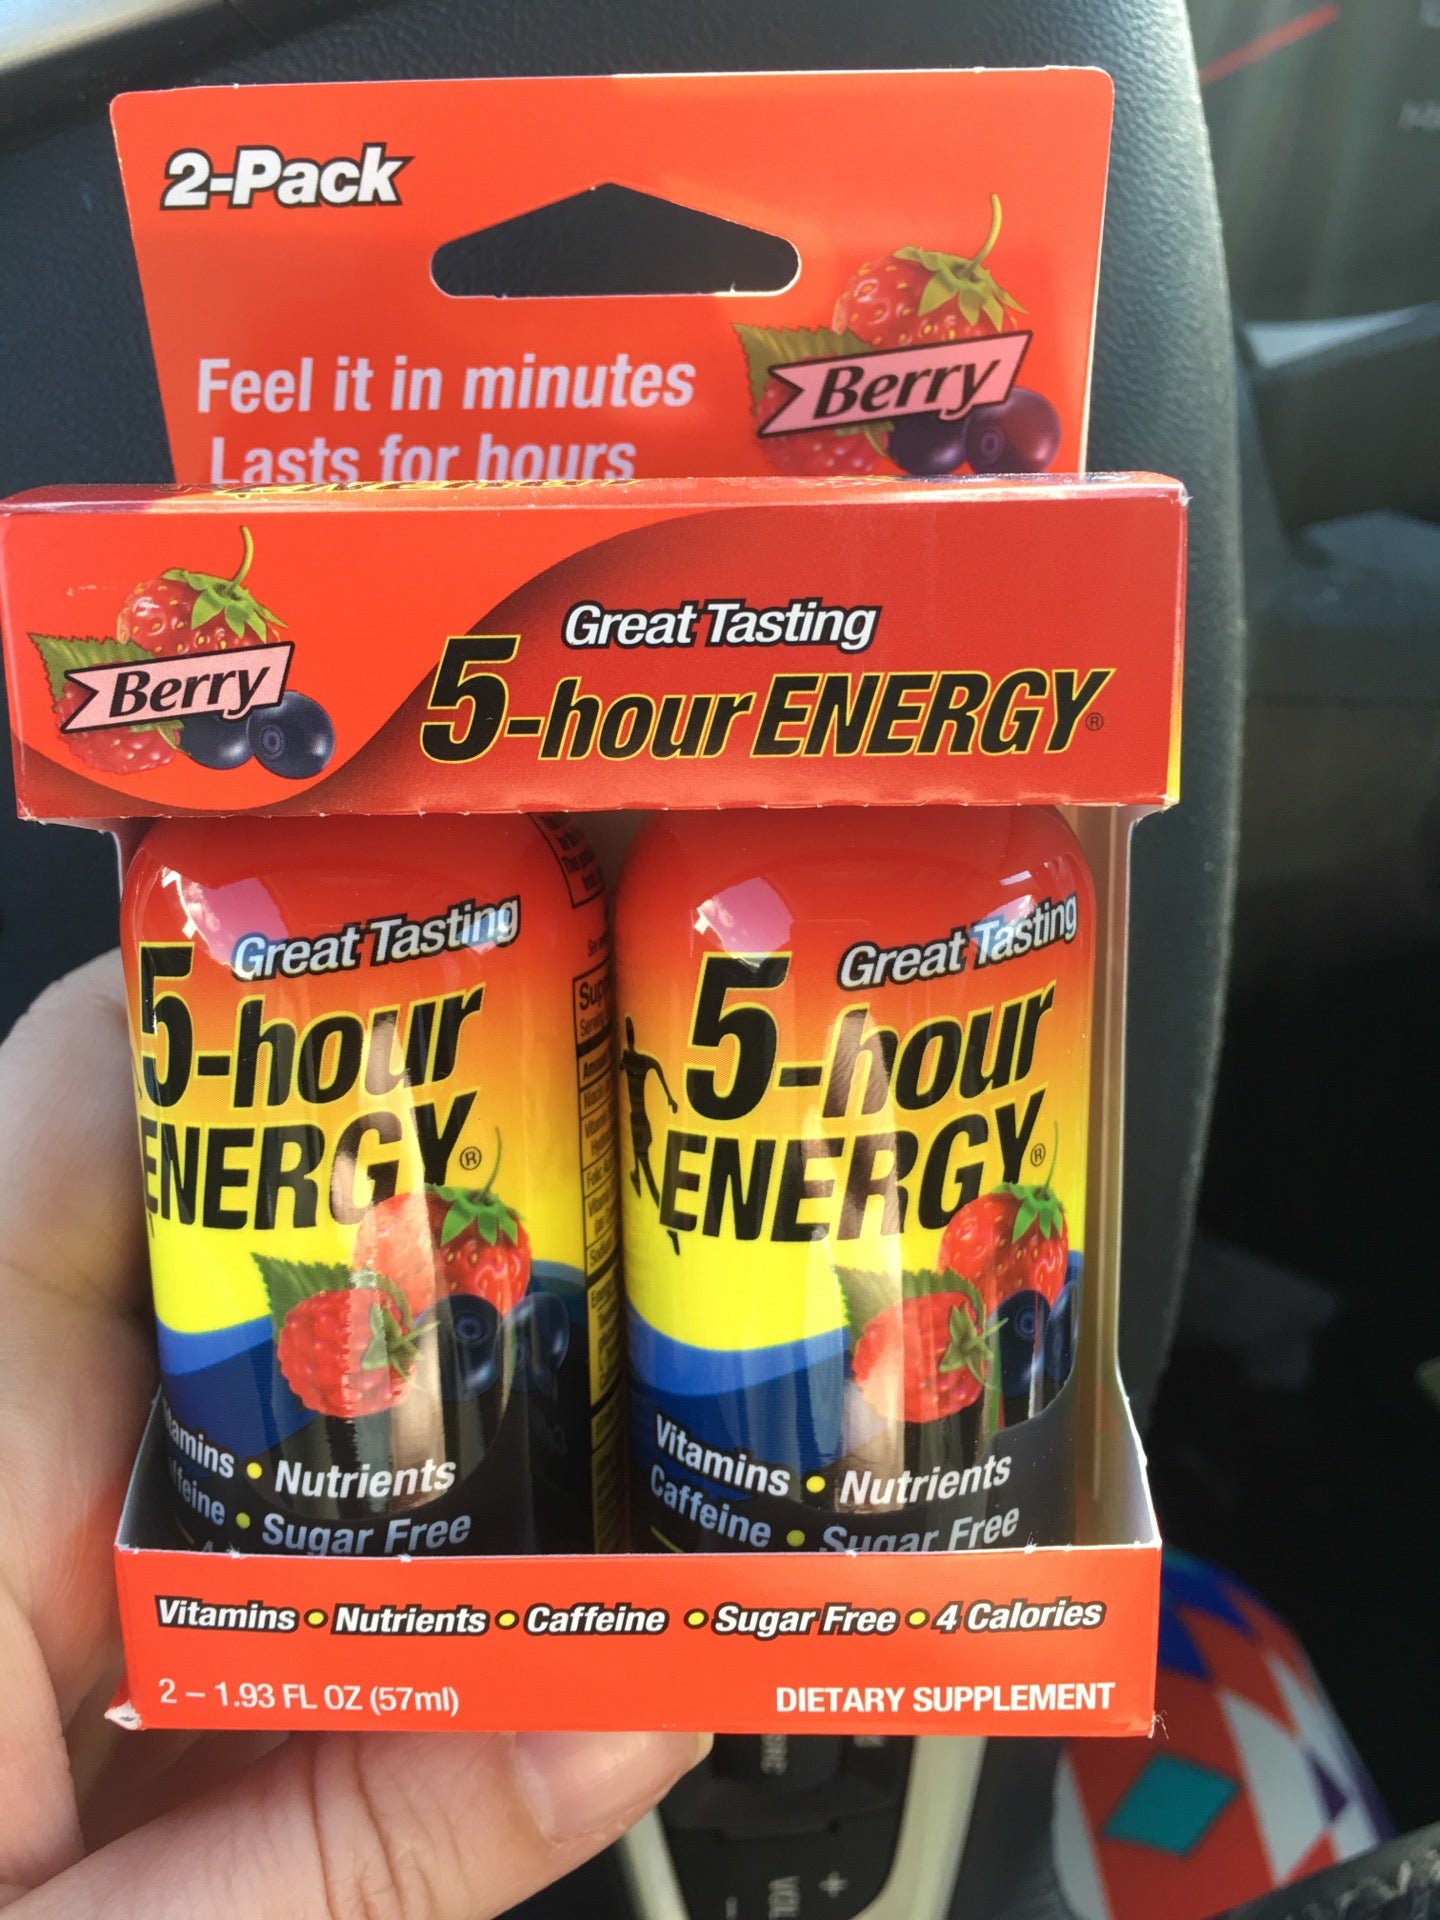 2-Pack
Feel it in minutes
Lasts for hours
Berry
Berry
Great Tasting
5-hour ENERGY®
Great Tasting
5-hour
ENERGY®
Nutrients
Sugar Free
Great Tasting
5-hour
ENERGY®
Vitamins • Nutrients
Caffeine • Sugar Free
Vitamins • Nutrients • Caffeine • Sugar Free • 4 Calories
2 – 1.93 FL OZ (57ml)
DIETARY SUPPLEMENT